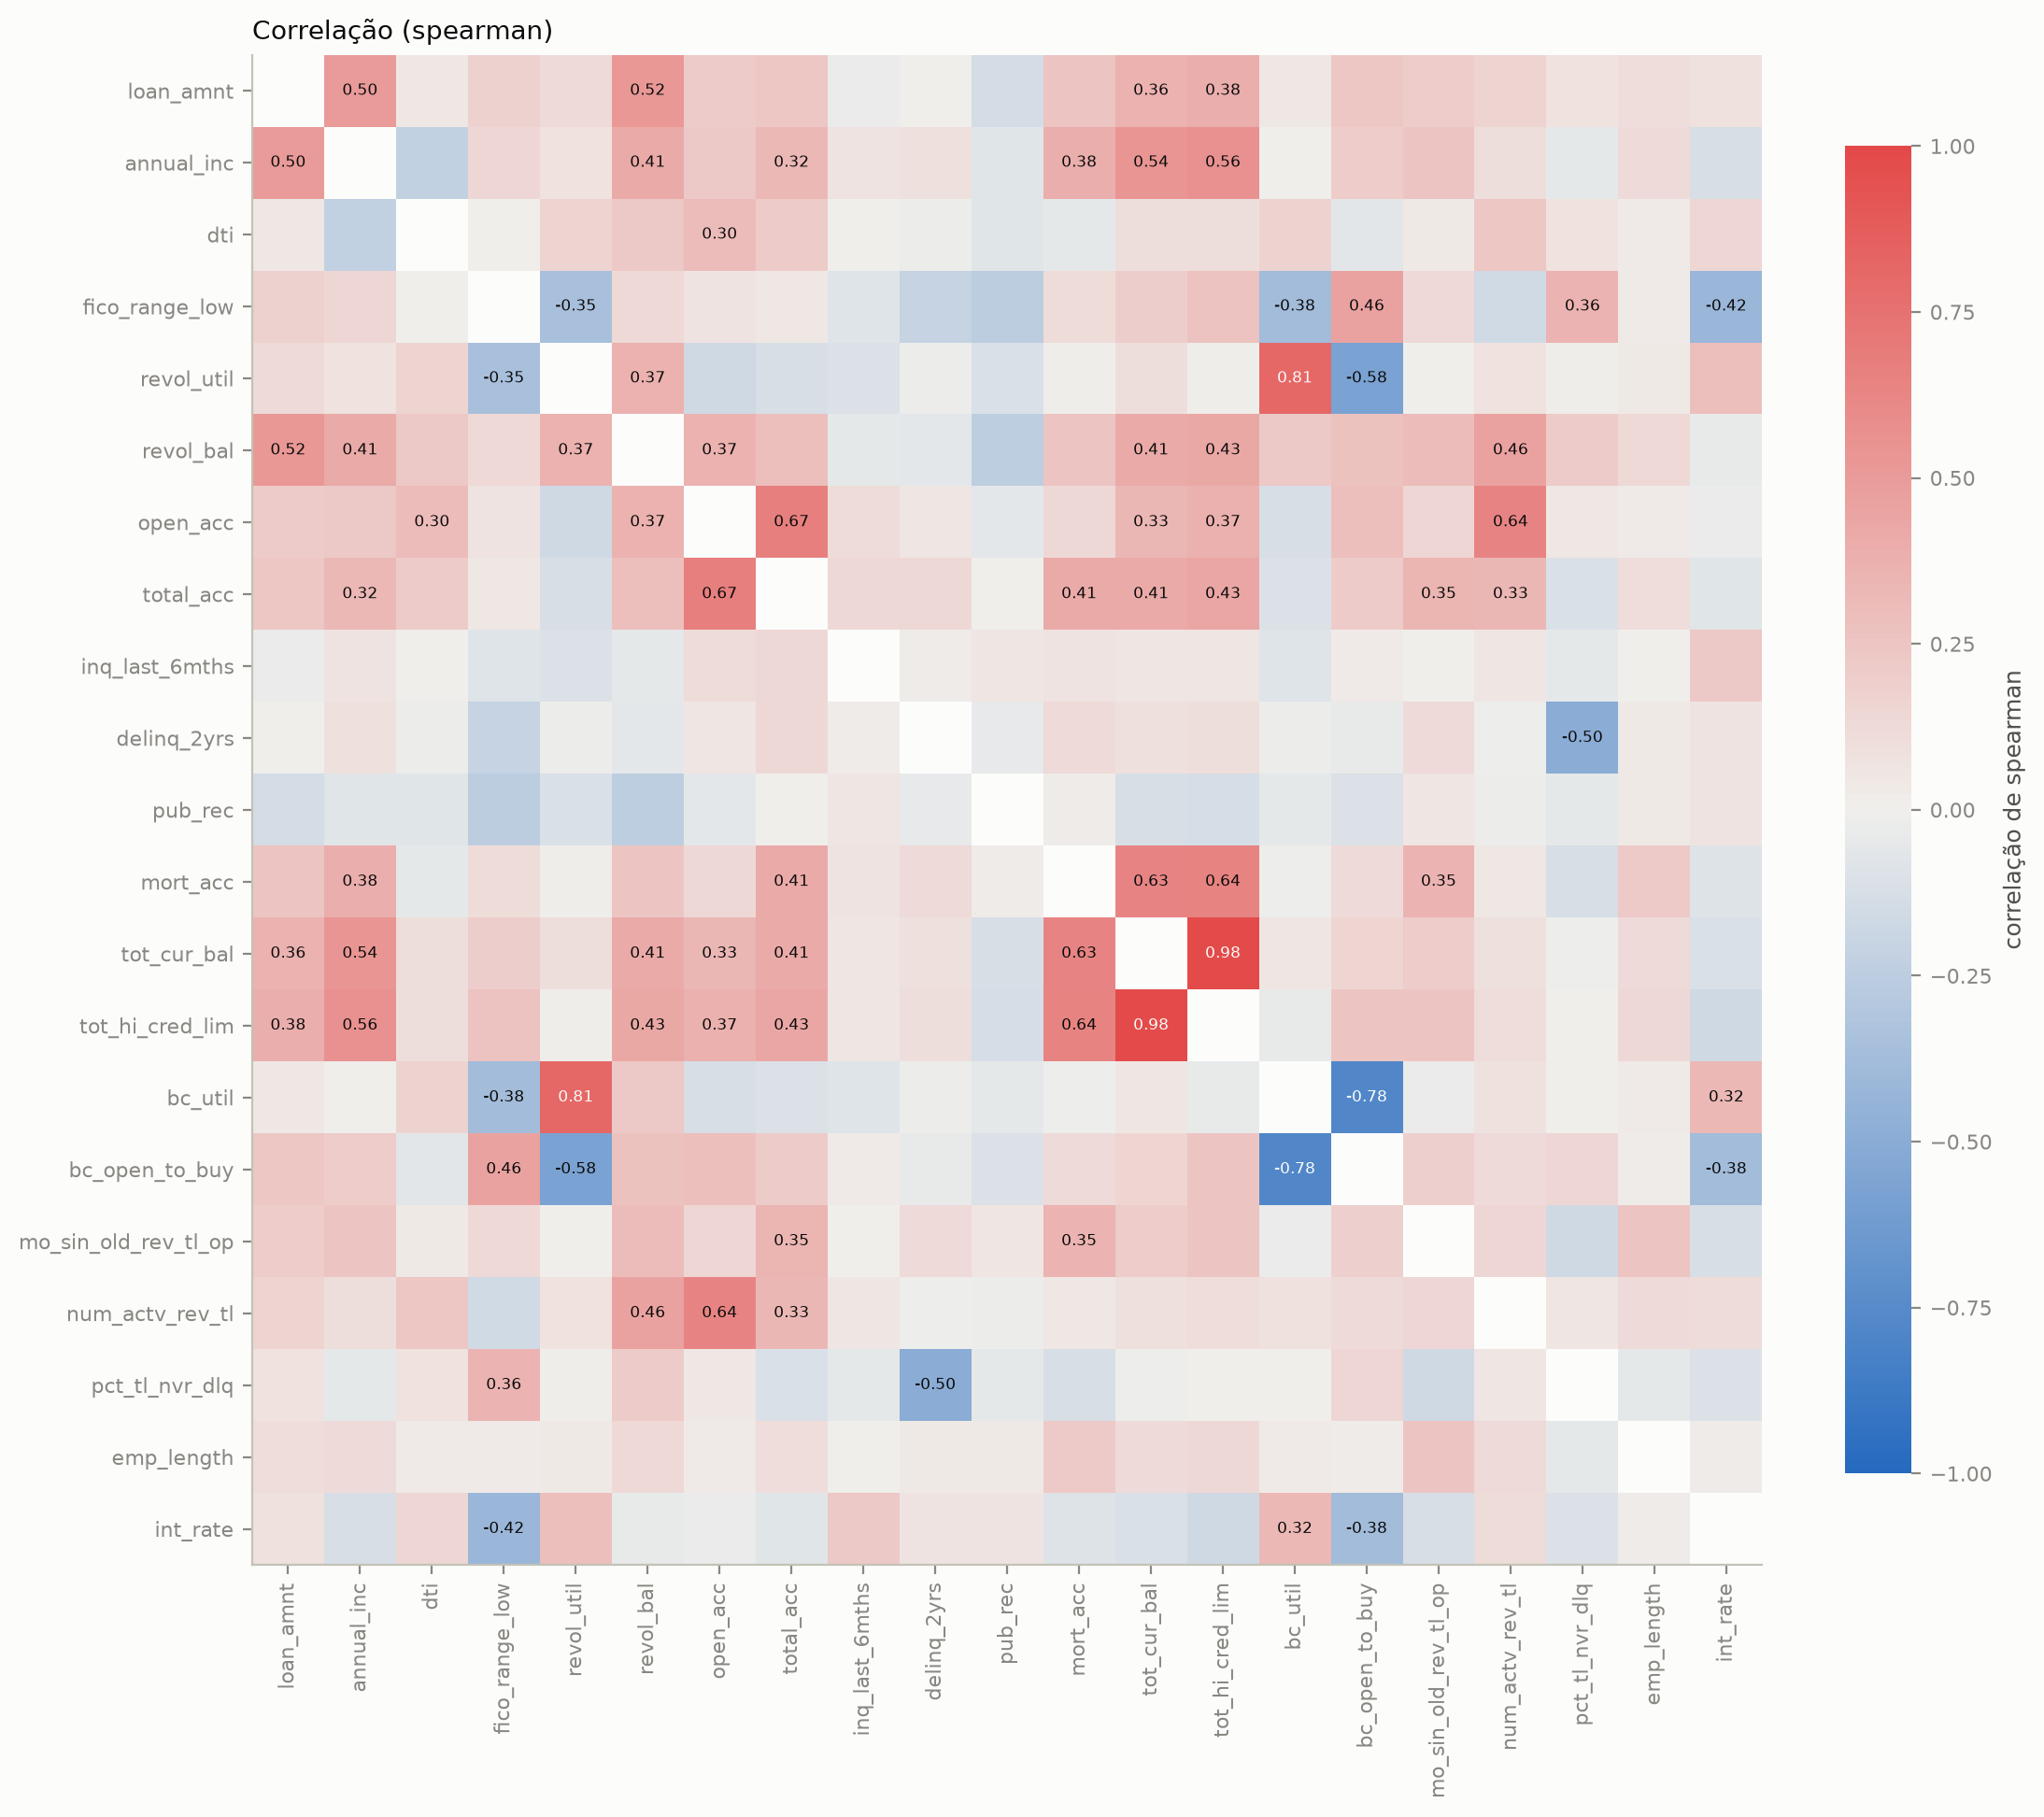 Correlação (spearman)
loan_amnt 0.50 0.52 0.36 0.38
annual_inc 0.50 0.41 0.32 0.38 0.54 0.56
dti 0.30
fico_range_low -0.35 -0.38 0.46 0.36 -0.42
revol_util -0.35 0.37 0.81 -0.58
revol_bal 0.52 0.41 0.37 0.37 0.41 0.43 0.46
open_acc 0.30 0.37 0.67 0.33 0.37 0.64
total_acc 0.32 0.67 0.41 0.41 0.43 0.35 0.33
inq_last_6mths
delinq_2yrs -0.50
pub_rec
mort_acc 0.38 0.41 0.63 0.64 0.35
tot_cur_bal 0.36 0.54 0.41 0.33 0.41 0.63 0.98
tot_hi_cred_lim 0.38 0.56 0.43 0.37 0.43 0.64 0.98
bc_util -0.38 0.81 -0.78 0.32
bc_open_to_buy 0.46 -0.58 -0.78 -0.38
mo_sin_old_rev_tl_op 0.35 0.35
num_actv_rev_tl 0.46 0.64 0.33
pct_tl_nvr_dlq 0.36 -0.50
emp_length
int_rate -0.42 0.32 -0.38
loan_amnt
annual_inc
dti
fico_range_low
revol_util
revol_bal
open_acc
total_acc
inq_last_6mths
delinq_2yrs
pub_rec
mort_acc
tot_cur_bal
tot_hi_cred_lim
bc_util
bc_open_to_buy
mo_sin_old_rev_tl_op
num_actv_rev_tl
pct_tl_nvr_dlq
emp_length
int_rate
1.00
0.75
0.50
0.25
0.00
−0.25
−0.50
−0.75
−1.00
correlação de spearman